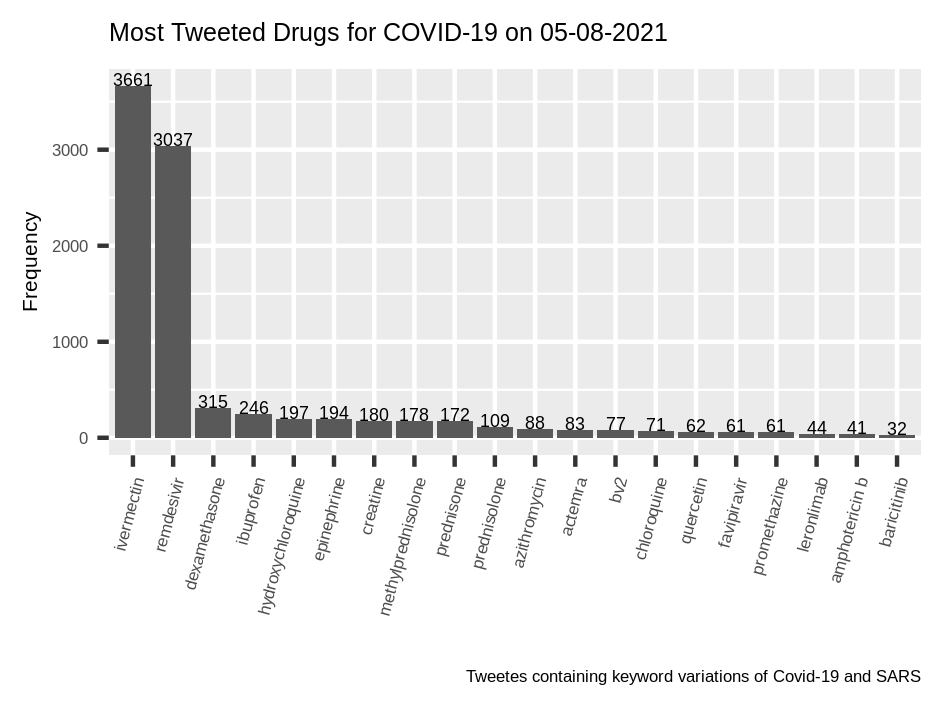 Most Tweeted Drugs for COVID-19 on 05-08-2021
3661
3037
315
246
197
194
180
178
172
109
88
83
77
71
62
61
61
44
41
32
3000
2000
1000
0
Frequency
ivermectin
remdesivir
dexamethasone
ibuprofen
hydroxychloroquine
epinephrine
creatine
methylprednisolone
prednisone
prednisolone
azithromycin
actemra
bv2
chloroquine
quercetin
favipiravir
promethazine
leronlimab
amphotericin b
baricitinib
Tweetes containing keyword variations of Covid-19 and SARS